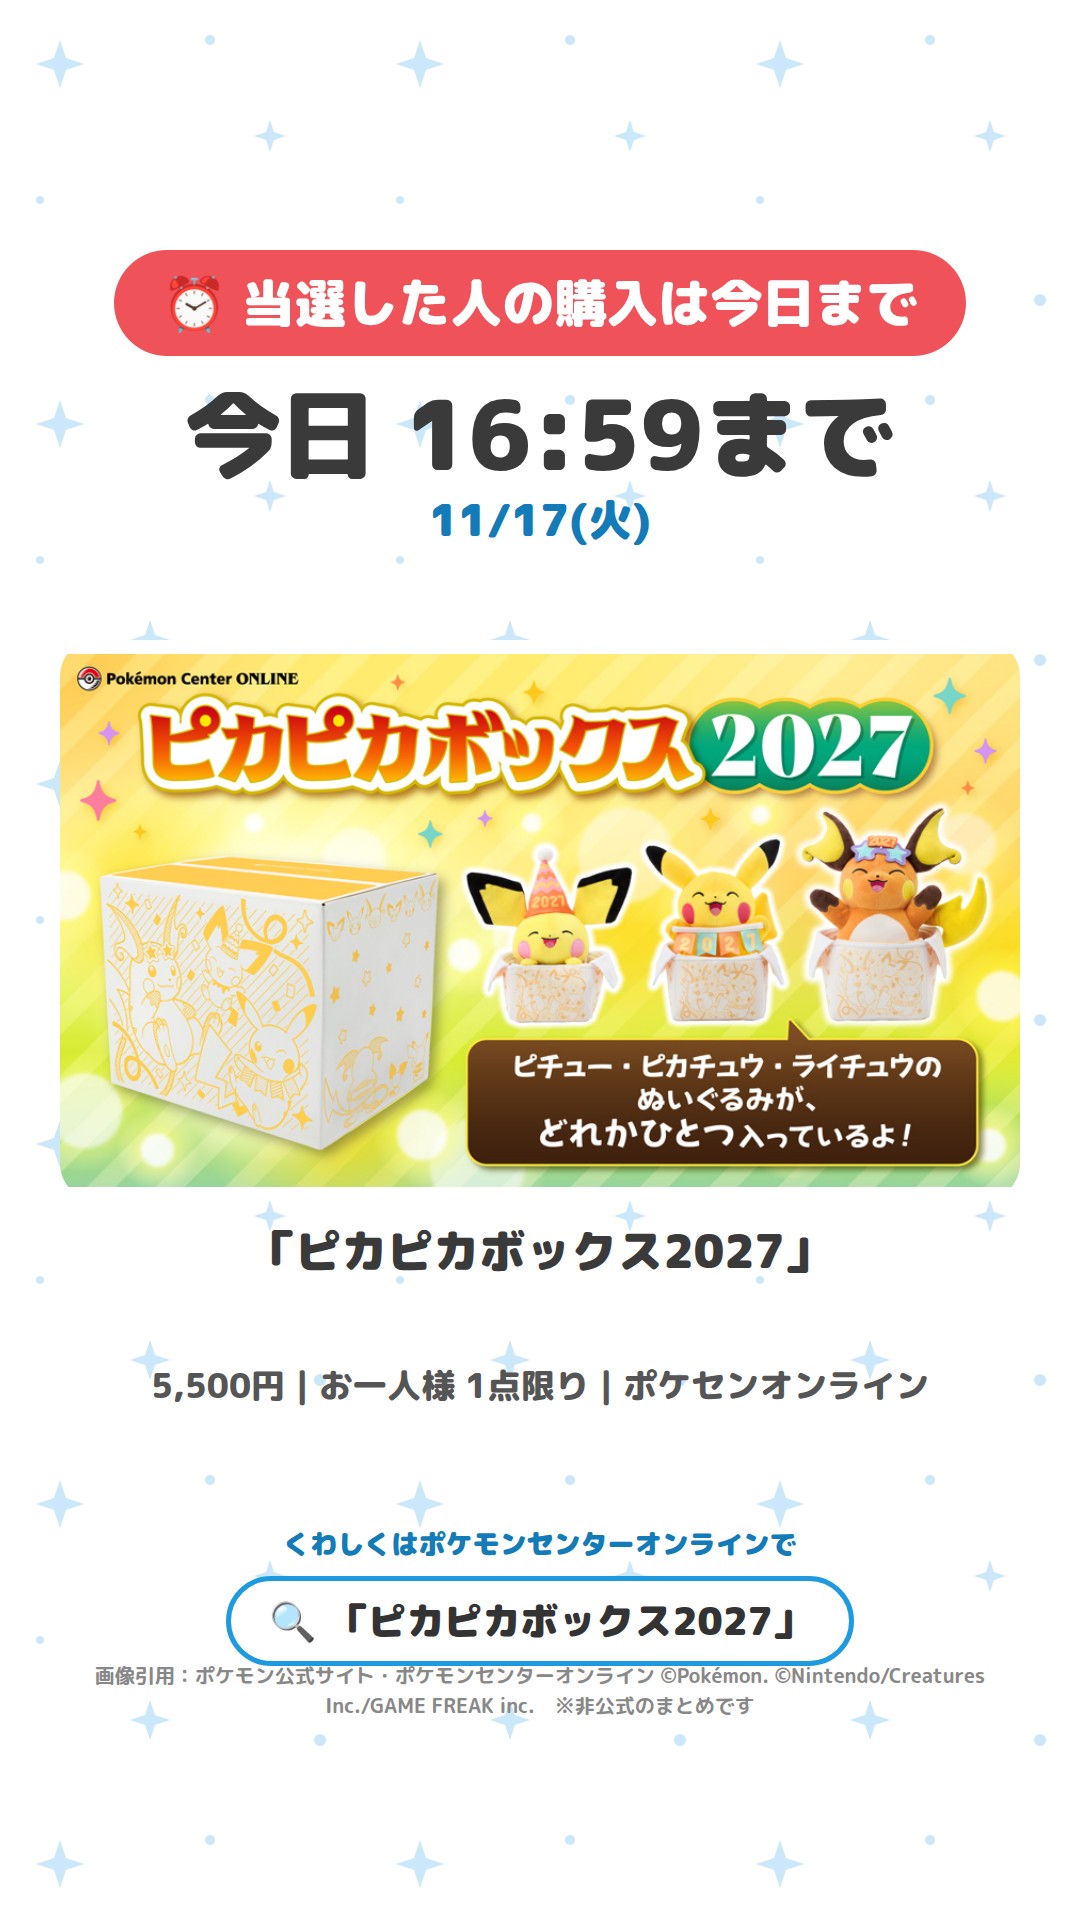 ⏰ 当選した人の購入は今日まで
今日 16:59まで
11/17(火)
Pokémon Center ONLINE
ピカピカボックス 2027
2027
2027
2027
ピチュー・ピカチュウ・ライチュウの
ぬいぐるみが、
どれかひとつ入っているよ!
「ピカピカボックス2027」
5,500円 | お一人様 1点限り | ポケセンオンライン
くわしくはポケモンセンターオンラインで
🔍 「ピカピカボックス2027」
画像引用：ポケモン公式サイト・ポケモンセンターオンライン ©Pokémon. ©Nintendo/Creatures
Inc./GAME FREAK inc.　※非公式のまとめです